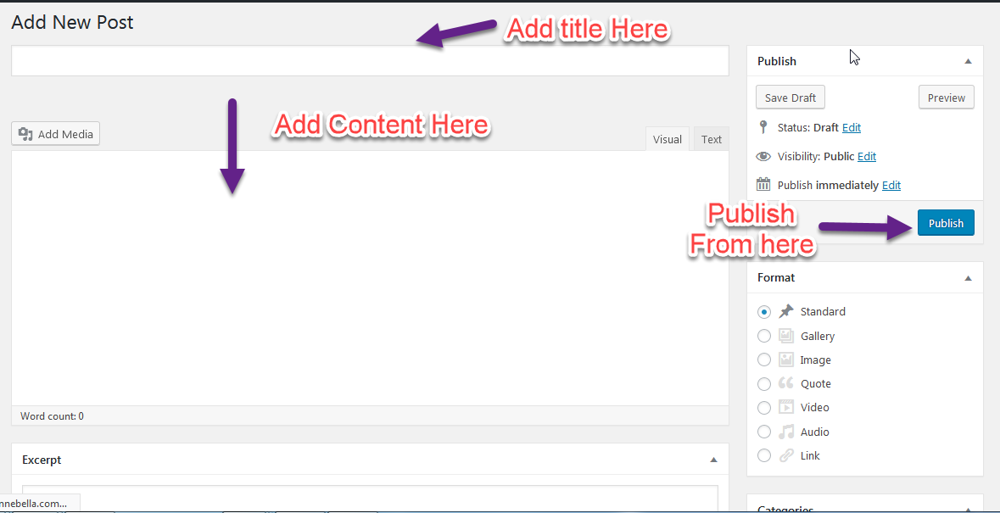 Add New Post
Add title Here
Publish
Save Draft
Preview
Add Content Here
Add Media
Visual
Text
Status: Draft Edit
Visibility: Public Edit
Publish immediately Edit
Publish
From here
Publish
Format
Standard
Gallery
Image
Quote
Video
Audio
Link
Word count: 0
Excerpt
nnebella.com...
Categories